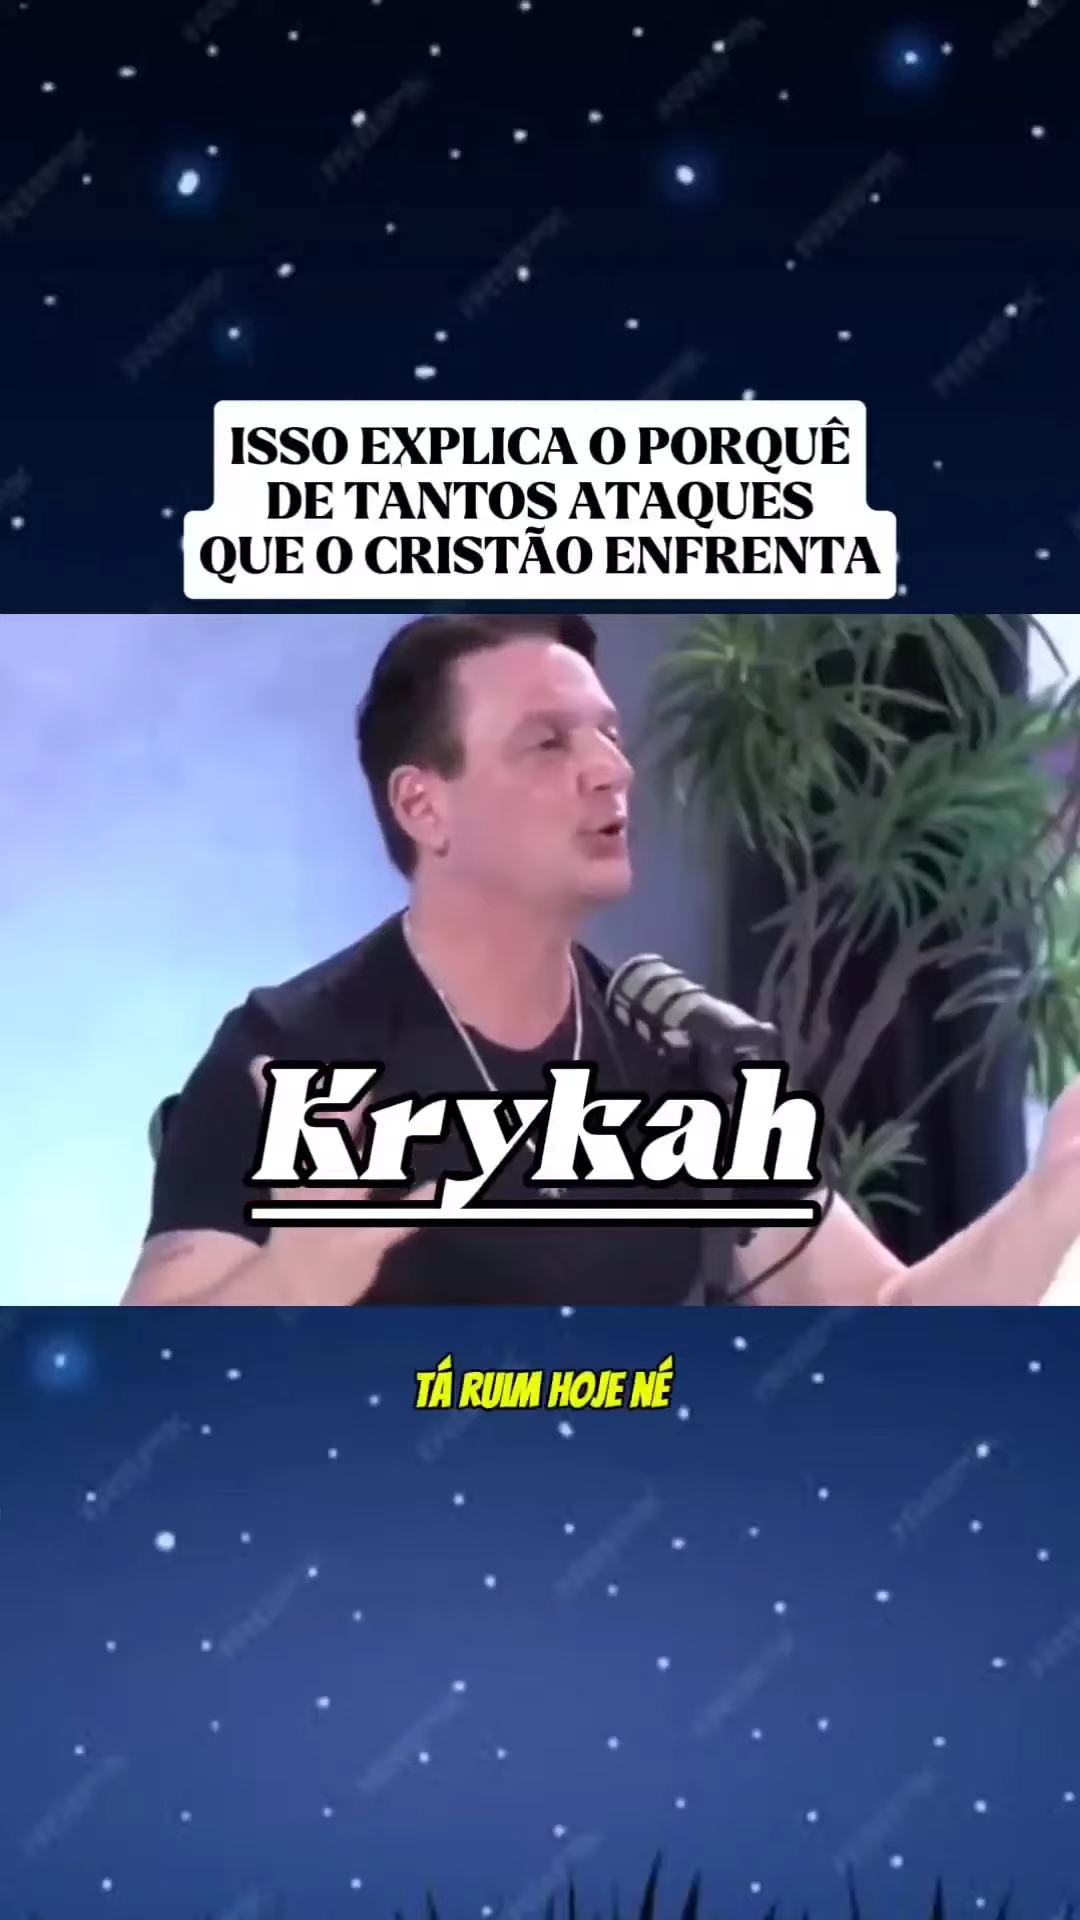 ISSO EXPLICA O PORQUÊ
DE TANTOS ATAQUES
QUE O CRISTÃO ENFRENTA
Krykah
TÁ RUIM HOJE NÉ